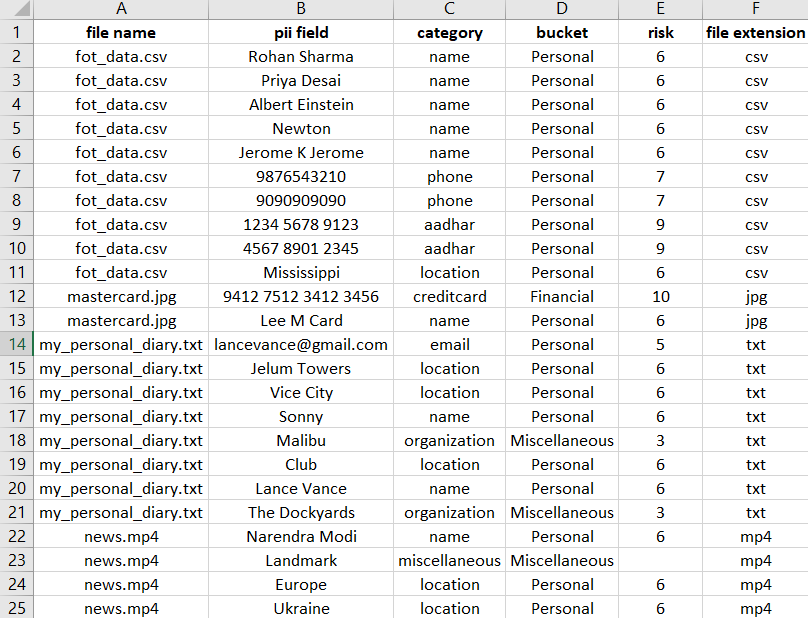 A B C D E F
1 file name pii field category bucket risk file extension
2 fot_data.csv Rohan Sharma name Personal 6 csv
3 fot_data.csv Priya Desai name Personal 6 csv
4 fot_data.csv Albert Einstein name Personal 6 csv
5 fot_data.csv Newton name Personal 6 csv
6 fot_data.csv Jerome K Jerome name Personal 6 csv
7 fot_data.csv 9876543210 phone Personal 7 csv
8 fot_data.csv 9090909090 phone Personal 7 csv
9 fot_data.csv 1234 5678 9123 aadhar Personal 9 csv
10 fot_data.csv 4567 8901 2345 aadhar Personal 9 csv
11 fot_data.csv Mississippi location Personal 6 csv
12 mastercard.jpg 9412 7512 3412 3456 creditcard Financial 10 jpg
13 mastercard.jpg Lee M Card name Personal 6 jpg
14 my_personal_diary.txt lancevance@gmail.com email Personal 5 txt
15 my_personal_diary.txt Jelum Towers location Personal 6 txt
16 my_personal_diary.txt Vice City location Personal 6 txt
17 my_personal_diary.txt Sonny name Personal 6 txt
18 my_personal_diary.txt Malibu organization Miscellaneous 3 txt
19 my_personal_diary.txt Club location Personal 6 txt
20 my_personal_diary.txt Lance Vance name Personal 6 txt
21 my_personal_diary.txt The Dockyards organization Miscellaneous 3 txt
22 news.mp4 Narendra Modi name Personal 6 mp4
23 news.mp4 Landmark miscellaneous Miscellaneous mp4
24 news.mp4 Europe location Personal 6 mp4
25 news.mp4 Ukraine location Personal 6 mp4